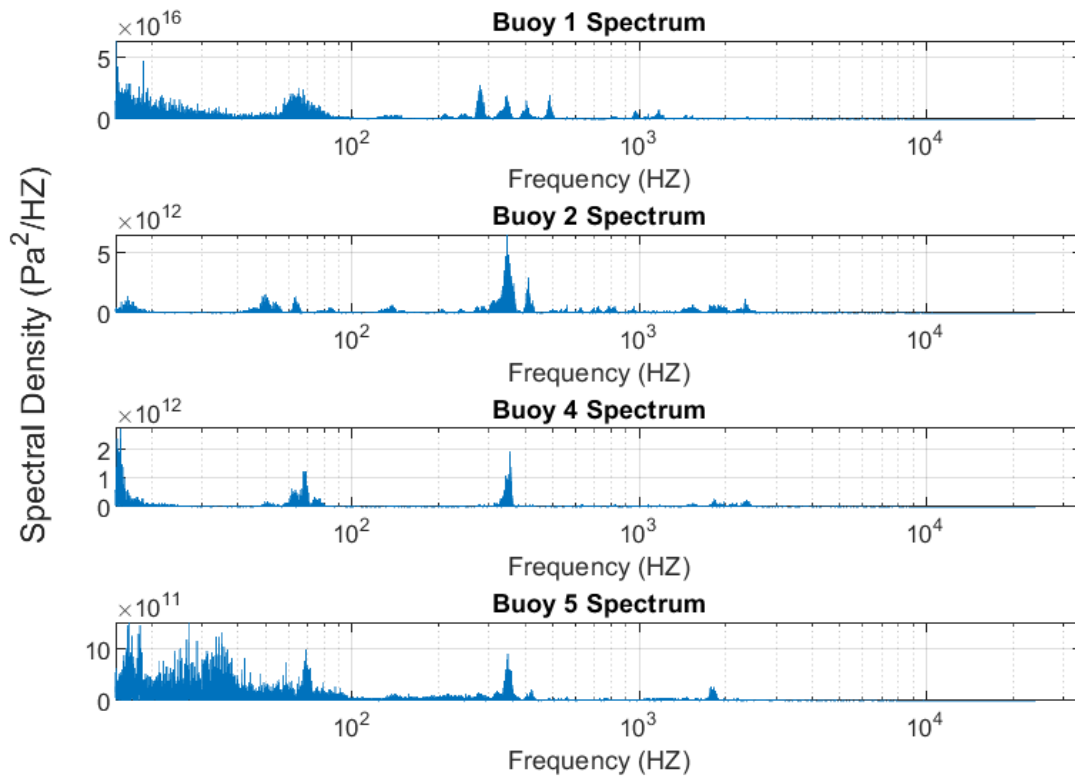 Buoy 1 Spectrum
×10^16
5
0
10^2 10^3 10^4
Frequency (HZ)
Spectral Density (Pa^2/HZ)
Buoy 2 Spectrum
×10^12
5
0
10^2 10^3 10^4
Frequency (HZ)
Buoy 4 Spectrum
×10^12
2
1
0
10^2 10^3 10^4
Frequency (HZ)
Buoy 5 Spectrum
×10^11
10
0
10^2 10^3 10^4
Frequency (HZ)